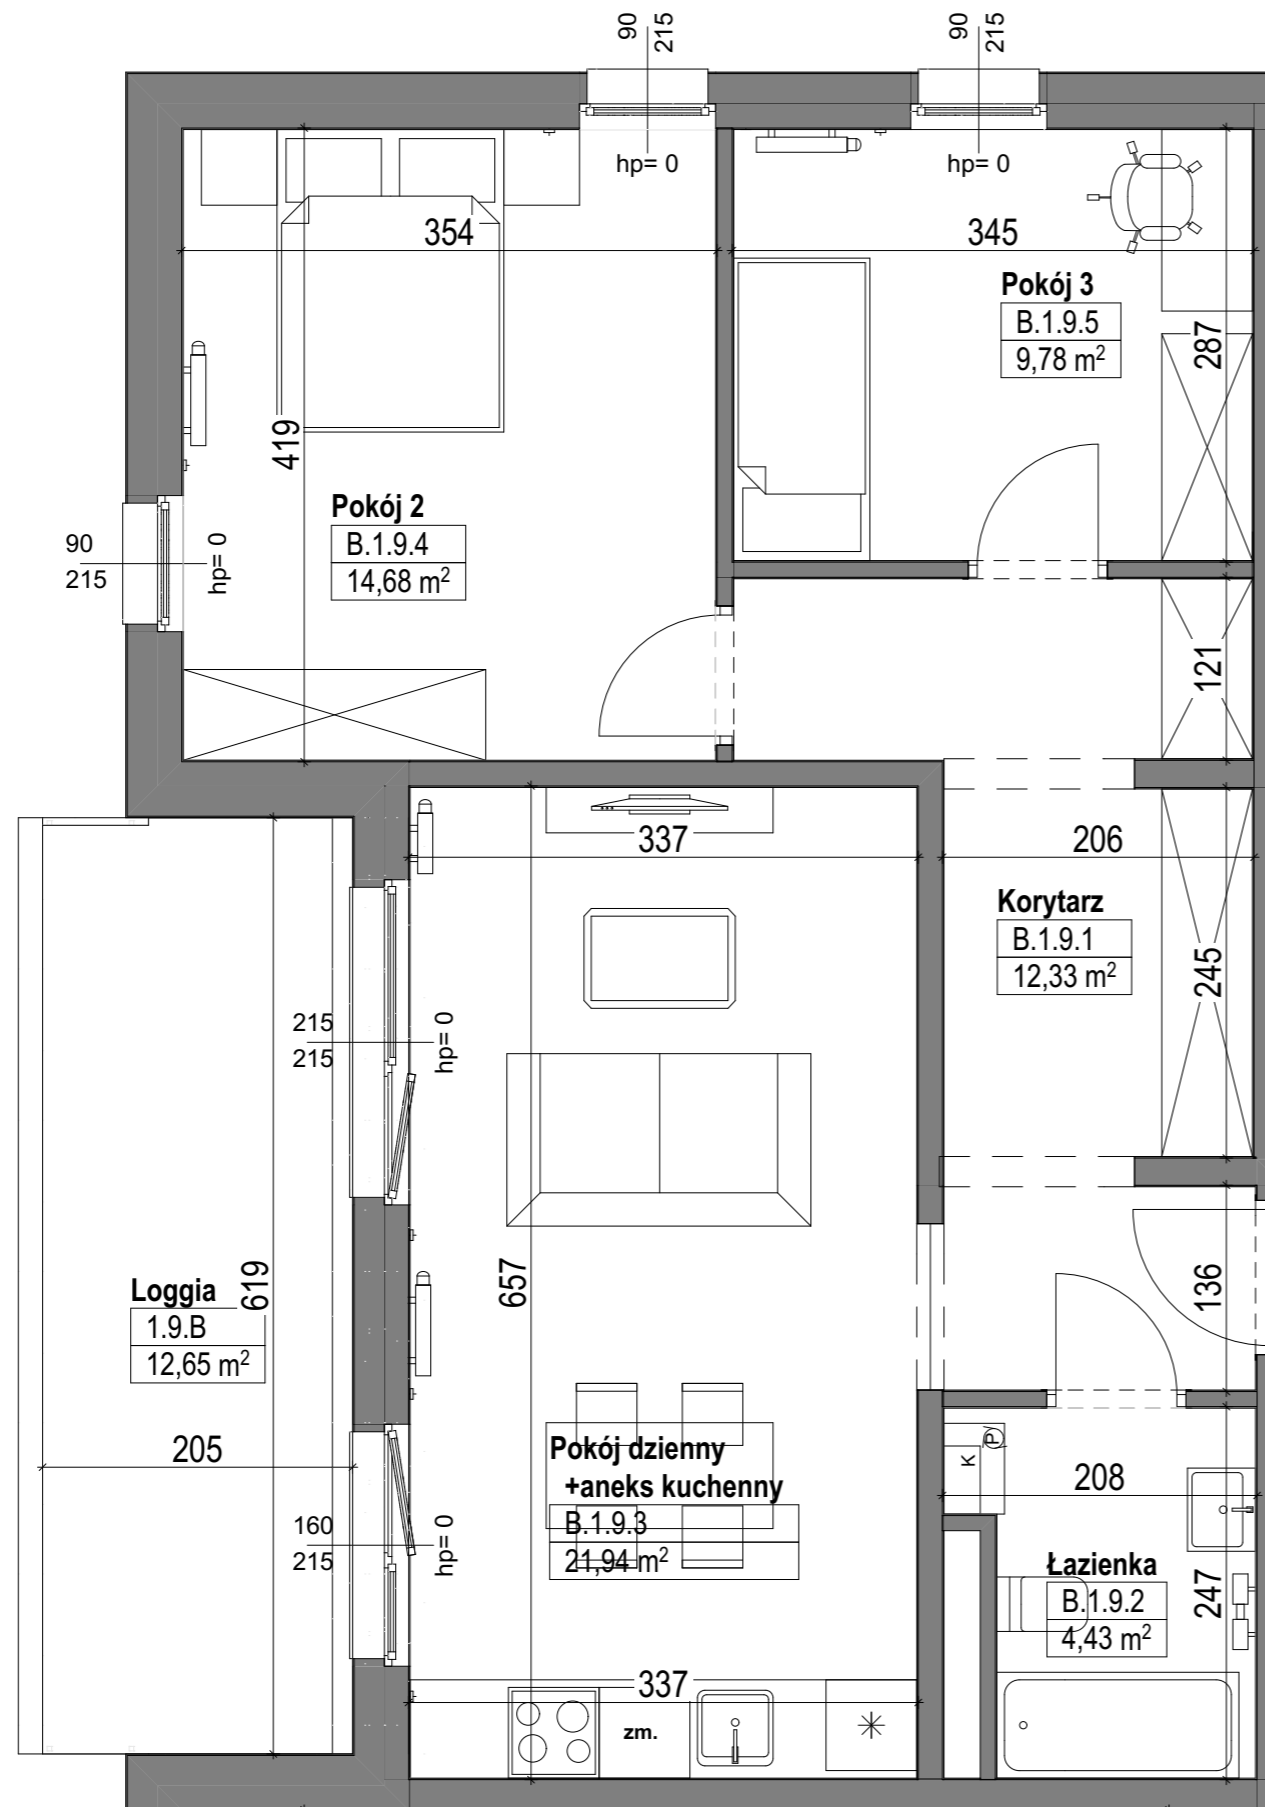 90
215
90
215
hp= 0
hp= 0
354
345
Pokój 3
B.1.9.5
9,78 m²
287
419
Pokój 2
B.1.9.4
14,68 m²
90
215
hp= 0
121
337
206
Korytarz
B.1.9.1
12,33 m²
245
215
215
hp= 0
Loggia
1.9.B
12,65 m²
619
657
136
205
Pokój dzienny
+aneks kuchenny
B.1.9.3
21,94 m²
160
215
hp= 0
K
P/
208
Łazienka
B.1.9.2
4,43 m²
247
337
zm.